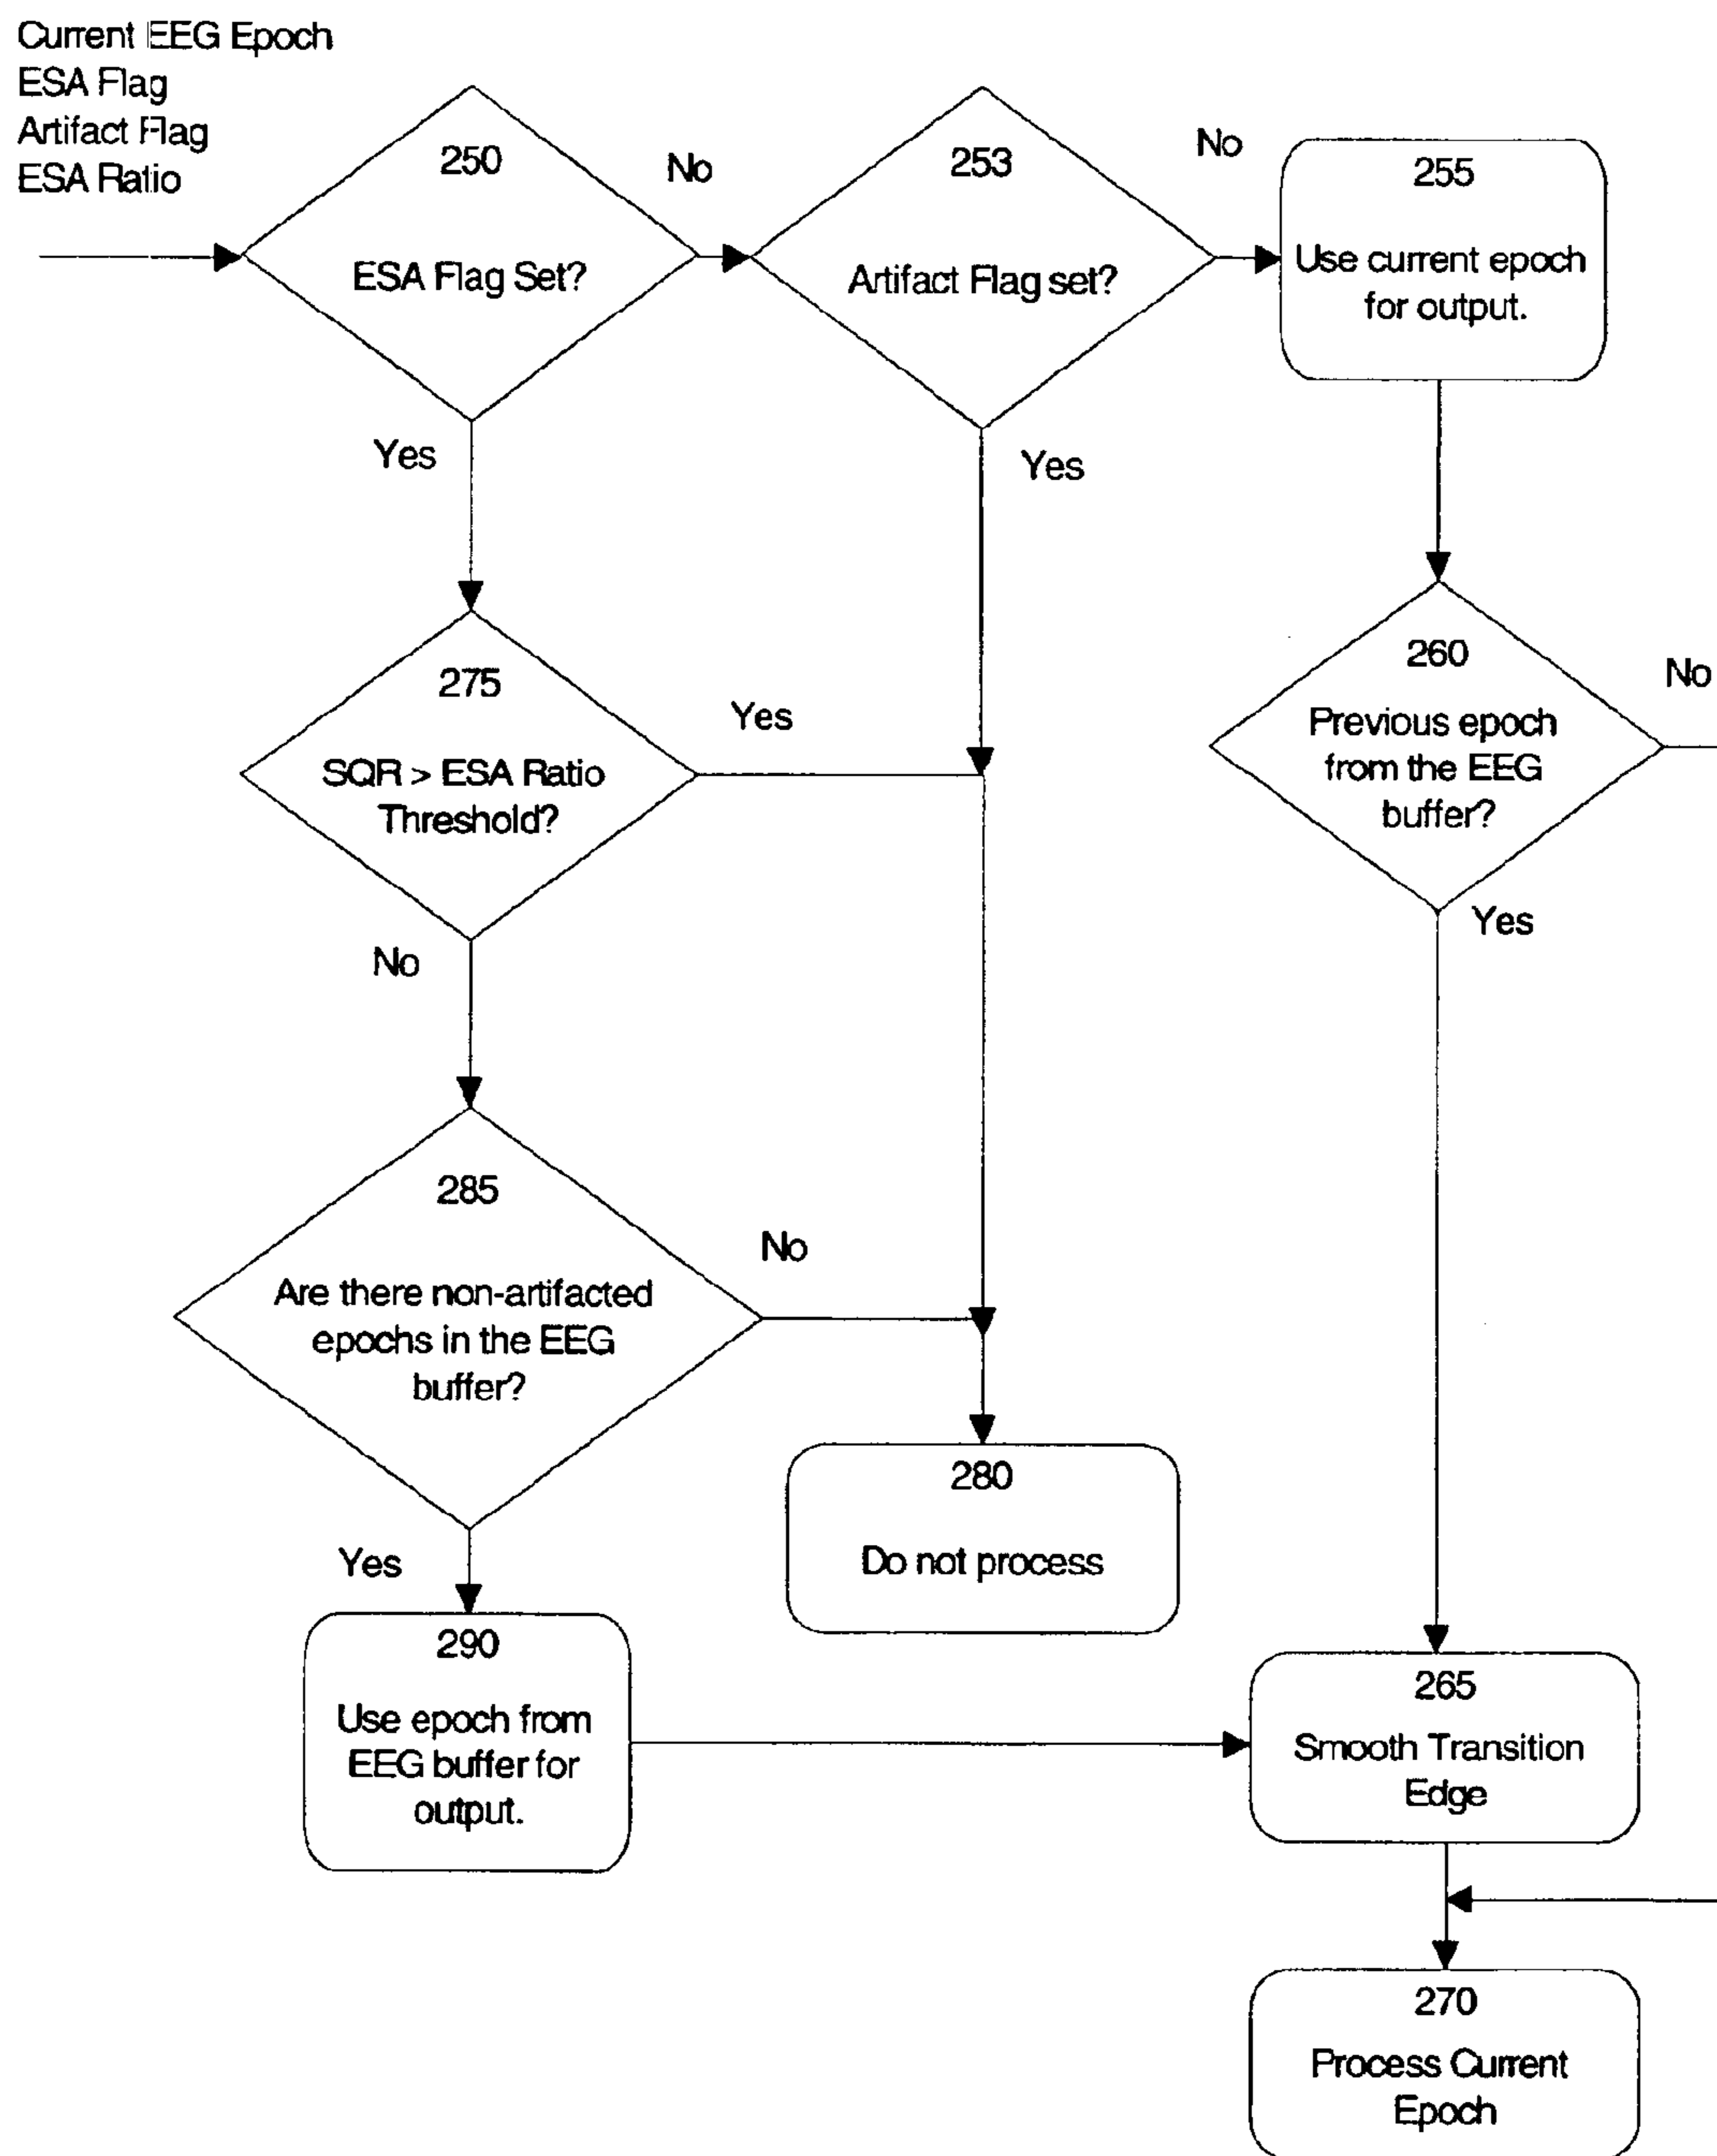 Current EEG Epoch
ESA Flag
Artifact Flag
ESA Ratio
250
ESA Flag Set?
No
253
Artifact Flag set?
No
255
Use current epoch
for output.
Yes
Yes
275
SQR > ESA Ratio
Threshold?
Yes
260
Previous epoch
from the EEG
buffer?
No
Yes
No
285
Are there non-artifacted
epochs in the EEG
buffer?
No
280
Do not process
Yes
290
Use epoch from
EEG buffer for
output.
265
Smooth Transition
Edge
270
Process Current
Epoch